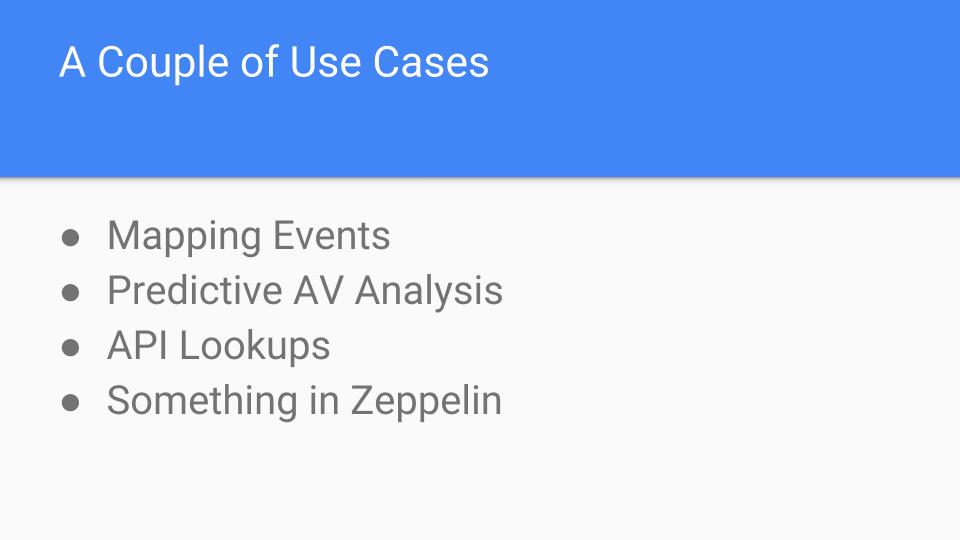 A Couple of Use Cases
● Mapping Events
● Predictive AV Analysis
● API Lookups
● Something in Zeppelin